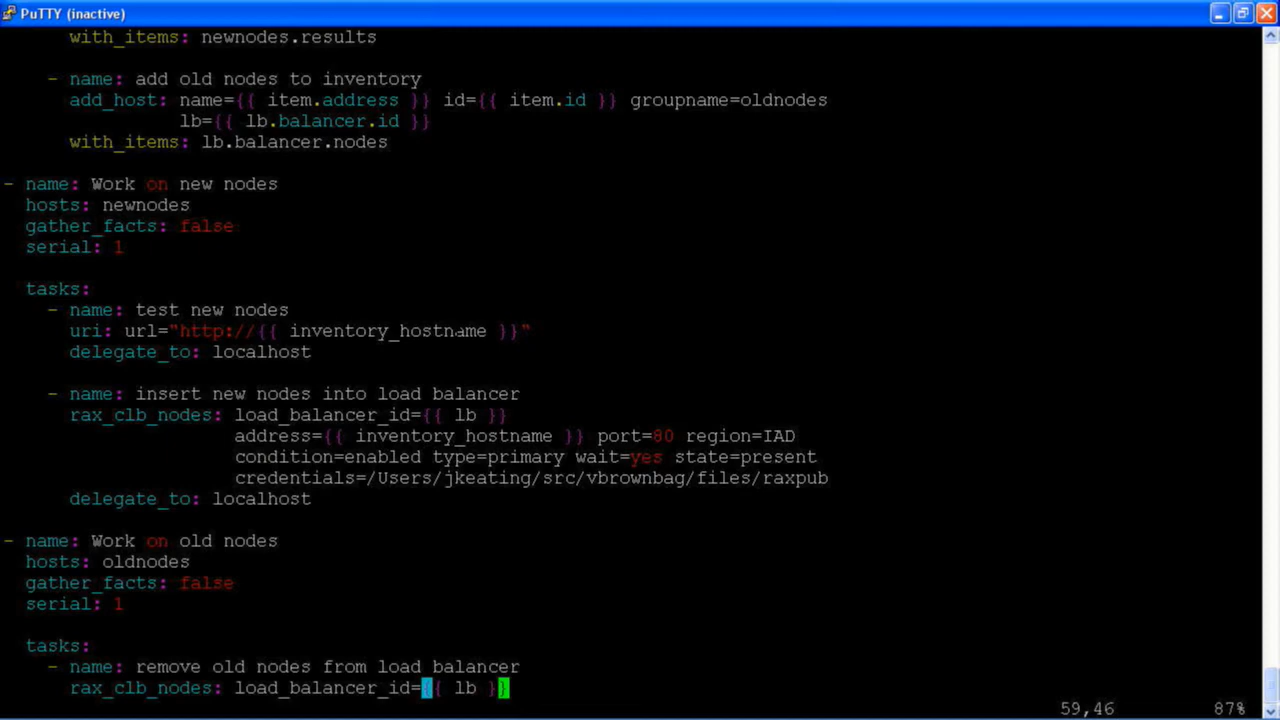 PuTTY (inactive)
with_items: newnodes.results
- name: add old nodes to inventory
add_host: name={{ item.address }} id={{ item.id }} groupname=oldnodes
lb={{ lb.balancer.id }}
with_items: lb.balancer.nodes
- name: Work on new nodes
hosts: newnodes
gather_facts: false
serial: 1
tasks:
- name: test new nodes
uri: url="http://{{ inventory_hostname }}"
delegate_to: localhost
- name: insert new nodes into load balancer
rax_clb_nodes: load_balancer_id={{ lb }}
address={{ inventory_hostname }} port=80 region=IAD
condition=enabled type=primary wait=yes state=present
credentials=/Users/jkeating/src/vbrownbag/files/raxpub
delegate_to: localhost
- name: Work on old nodes
hosts: oldnodes
gather_facts: false
serial: 1
tasks:
- name: remove old nodes from load balancer
rax_clb_nodes: load_balancer_id={{ lb }}
59,46 87%